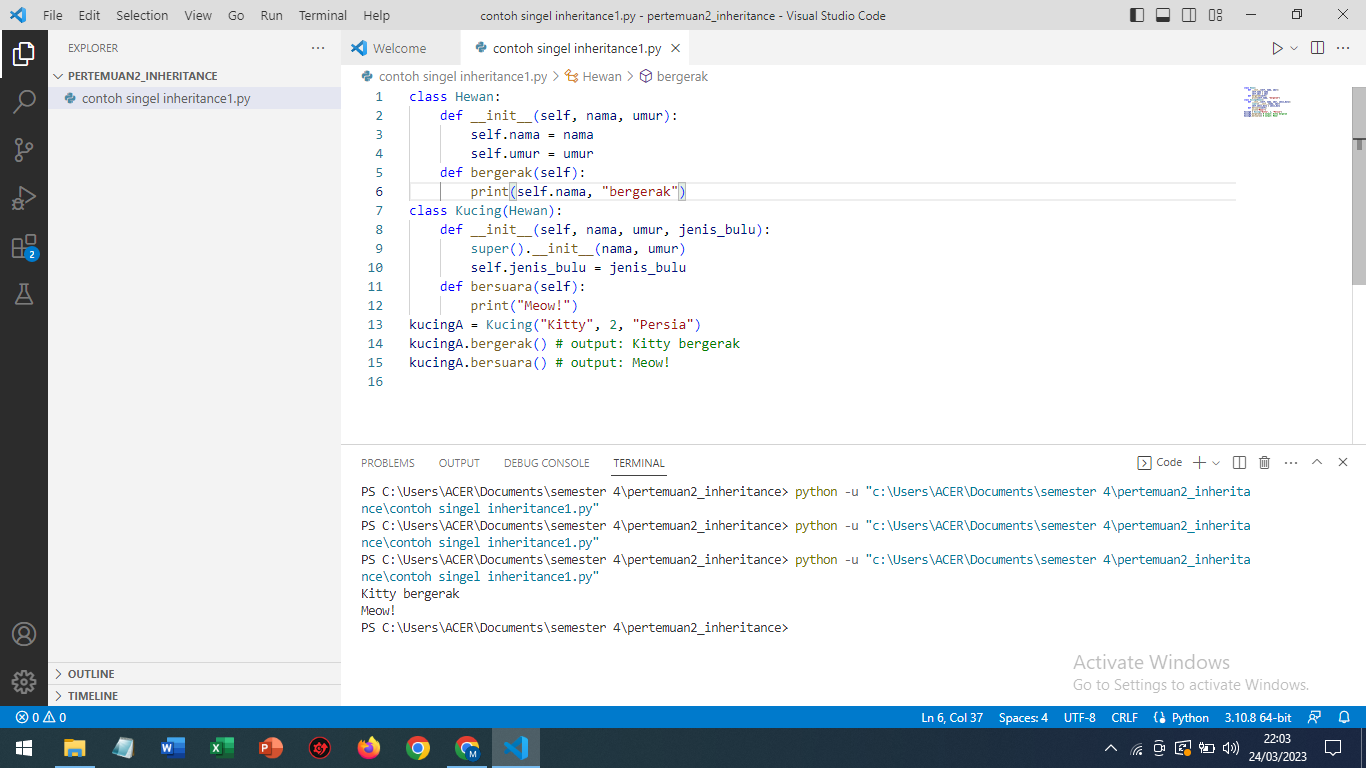 File Edit Selection View Go Run Terminal Help contoh singel inheritance1.py - pertemuan2_inheritance - Visual Studio Code
EXPLORER
PERTEMUAN2_INHERITANCE
contoh singel inheritance1.py
2
OUTLINE
TIMELINE
Welcome contoh singel inheritance1.py
contoh singel inheritance1.py > Hewan > bergerak
1 class Hewan:
2     def __init__(self, nama, umur):
3         self.nama = nama
4         self.umur = umur
5     def bergerak(self):
6         print(self.nama, "bergerak")
7 class Kucing(Hewan):
8     def __init__(self, nama, umur, jenis_bulu):
9         super().__init__(nama, umur)
10         self.jenis_bulu = jenis_bulu
11     def bersuara(self):
12         print("Meow!")
13 kucingA = Kucing("Kitty", 2, "Persia")
14 kucingA.bergerak() # output: Kitty bergerak
15 kucingA.bersuara() # output: Meow!
16
PROBLEMS OUTPUT DEBUG CONSOLE TERMINAL Code
PS C:\Users\ACER\Documents\semester 4\pertemuan2_inheritance> python -u "c:\Users\ACER\Documents\semester 4\pertemuan2_inherita
nce\contoh singel inheritance1.py"
PS C:\Users\ACER\Documents\semester 4\pertemuan2_inheritance> python -u "c:\Users\ACER\Documents\semester 4\pertemuan2_inherita
nce\contoh singel inheritance1.py"
PS C:\Users\ACER\Documents\semester 4\pertemuan2_inheritance> python -u "c:\Users\ACER\Documents\semester 4\pertemuan2_inherita
nce\contoh singel inheritance1.py"
Kitty bergerak
Meow!
PS C:\Users\ACER\Documents\semester 4\pertemuan2_inheritance>
Activate Windows
Go to Settings to activate Windows.
0 0 Ln 6, Col 37 Spaces: 4 UTF-8 CRLF Python 3.10.8 64-bit
22:03
24/03/2023